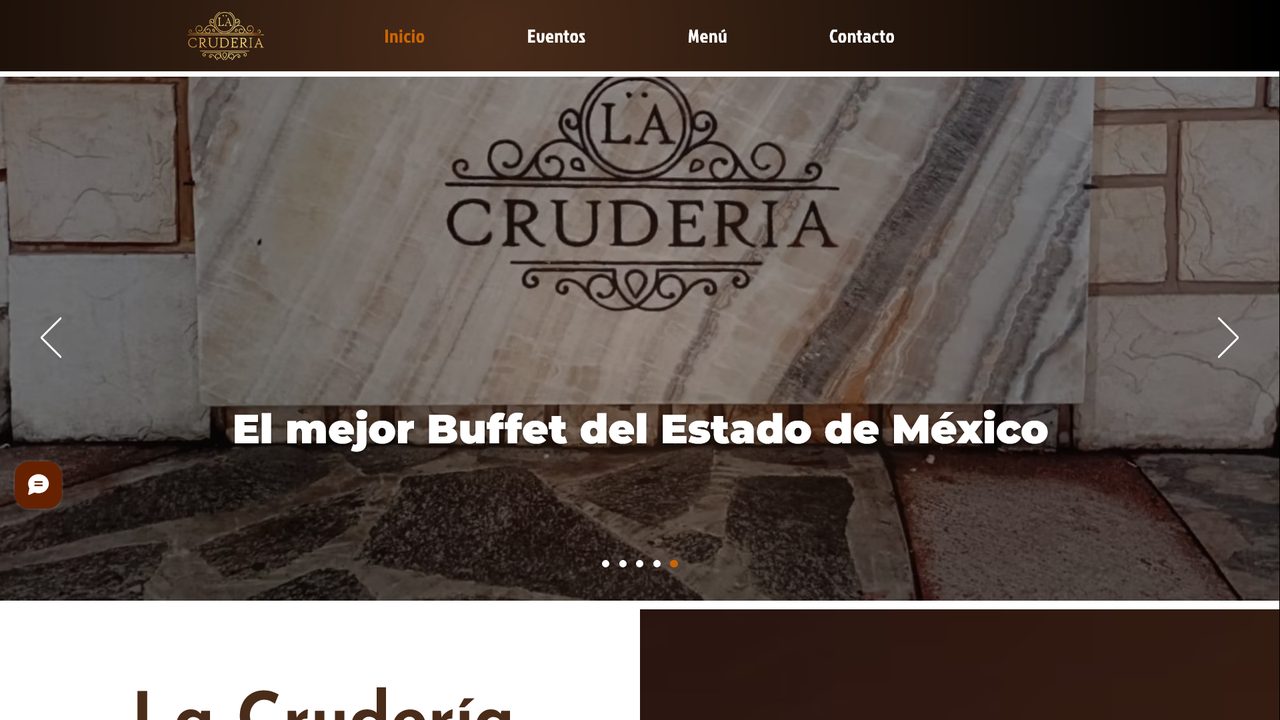 LA
CRUDERIA
Inicio
Eventos
Menú
Contacto
LA
CRUDERIA
El mejor Buffet del Estado de México
La Crudería